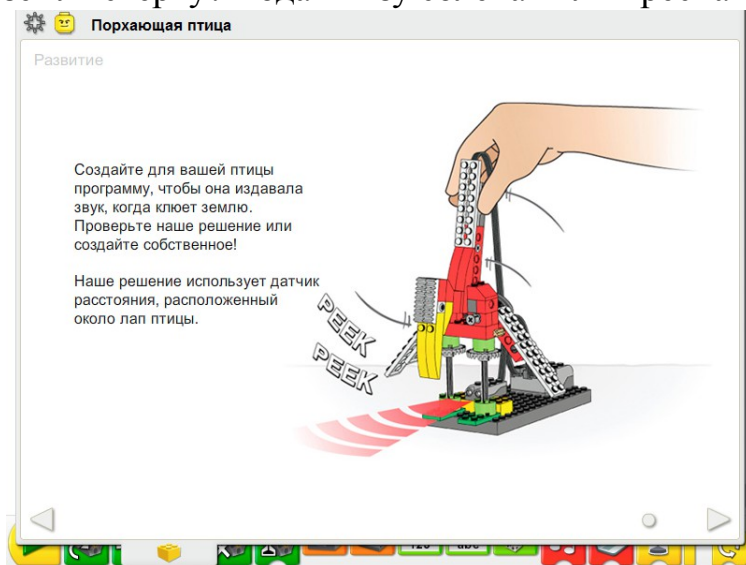 Порхающая птица
Развитие
Создайте для вашей птицы
программу, чтобы она издавала
звук, когда клюет землю.
Проверьте наше решение или
создайте собственное!
Наше решение использует датчик
расстояния, расположенный
около лап птицы.
PEEK
PEEK